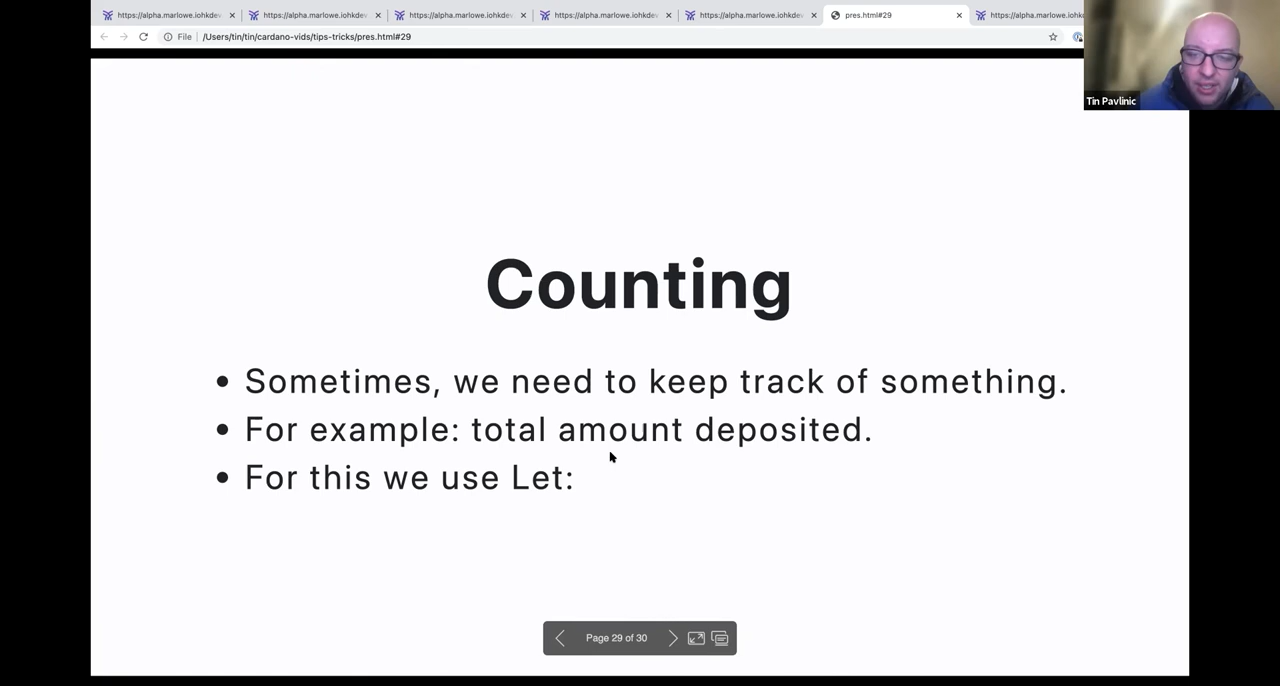 https://alpha.marlowe.iohkdev
https://alpha.marlowe.iohkdev
https://alpha.marlowe.iohkdev
https://alpha.marlowe.iohkdev
https://alpha.marlowe.iohkdev
pres.html#29
https://alpha.marlowe.iohkde
File
/Users/tin/tin/cardano-vids/tips-tricks/pres.html#29
Tin Pavlinic
Counting
• Sometimes, we need to keep track of something.
• For example: total amount deposited.
• For this we use Let:
Page 29 of 30